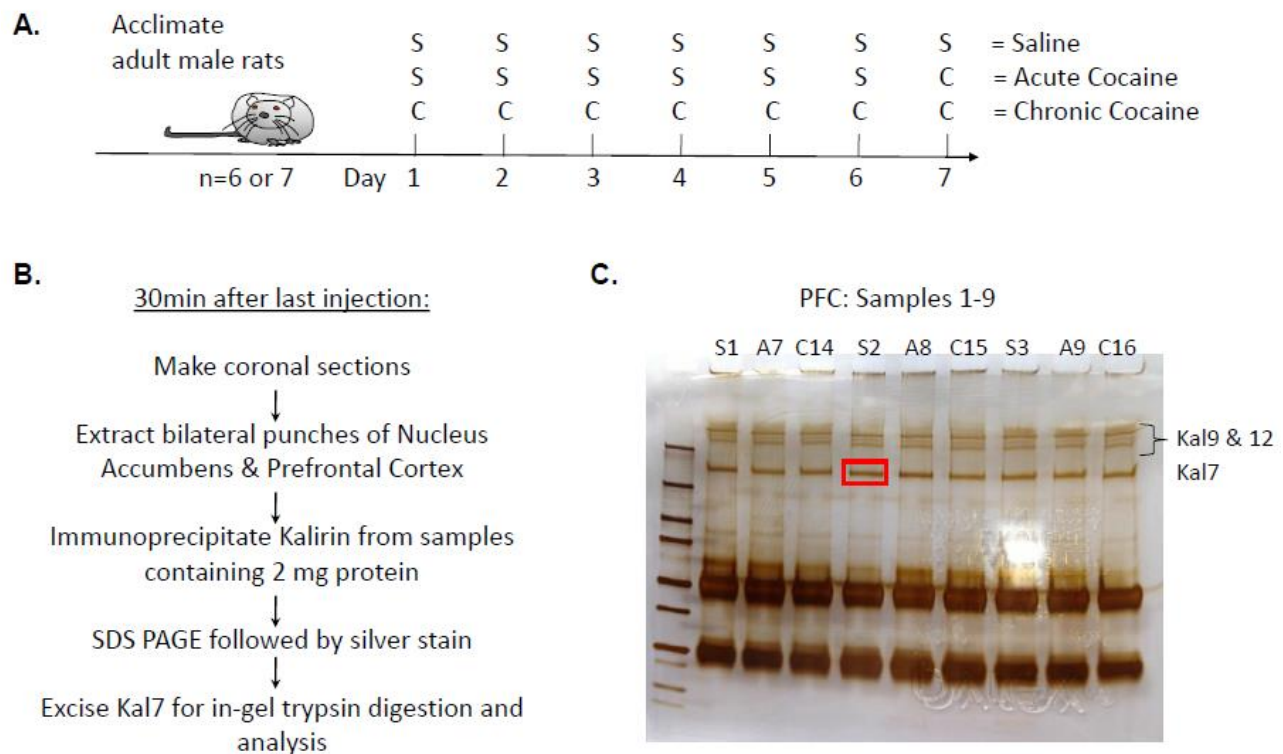 A.
Acclimate
adult male rats
S S S S S S S = Saline
S S S S S S C = Acute Cocaine
C C C C C C C = Chronic Cocaine
n=6 or 7 Day 1 2 3 4 5 6 7
B.
30min after last injection:
Make coronal sections
Extract bilateral punches of Nucleus
Accumbens & Prefrontal Cortex
Immunoprecipitate Kalirin from samples
containing 2 mg protein
SDS PAGE followed by silver stain
Excise Kal7 for in-gel trypsin digestion and
analysis
C.
PFC: Samples 1-9
S1 A7 C14 S2 A8 C15 S3 A9 C16
Kal9 & 12
Kal7